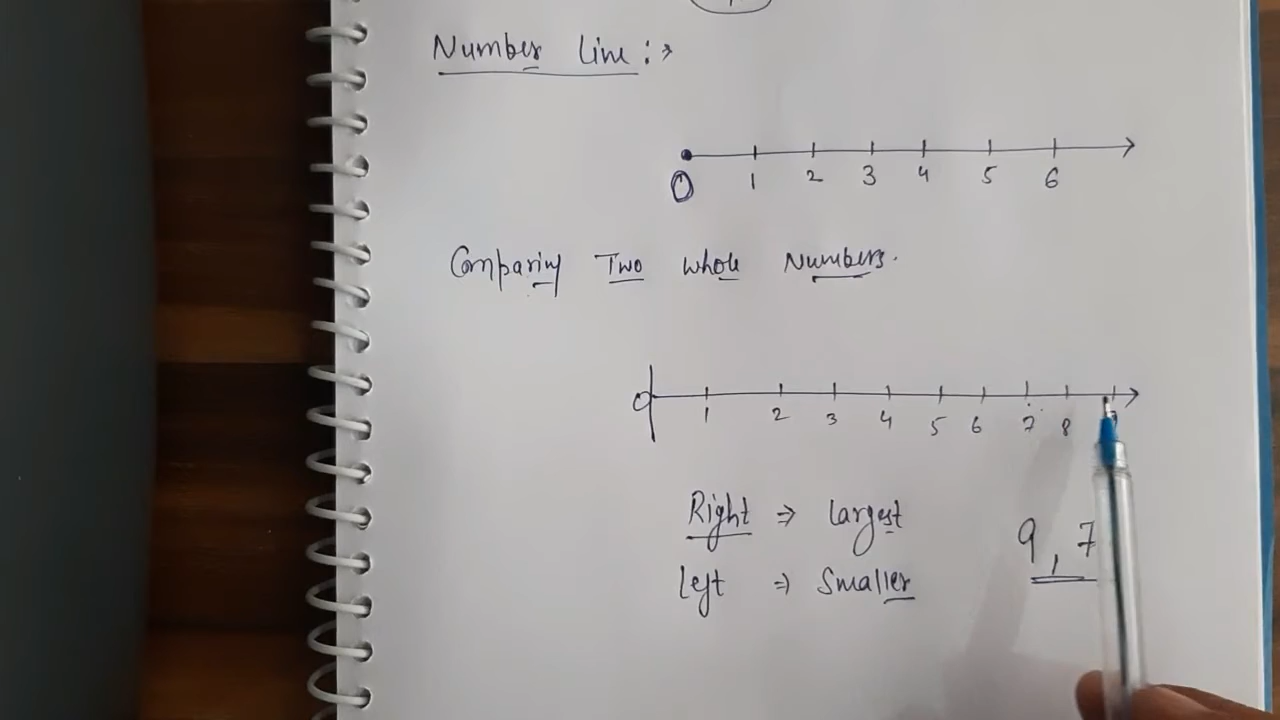 Number Line :→
0 1 2 3 4 5 6
Comparing Two whole Numbers.
0 1 2 3 4 5 6 7 8
Right ⇒ largest
Left ⇒ Smaller
9, 7